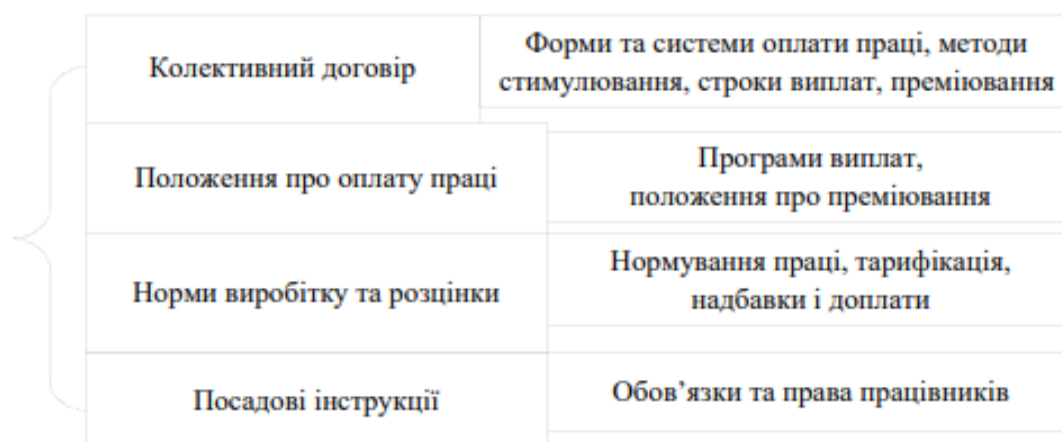 Колективний договір
Форми та системи оплати праці, методи
стимулювання, строки виплат, преміювання
Положення про оплату праці
Програми виплат,
положення про преміювання
Норми виробітку та розцінки
Нормування праці, тарифікація,
надбавки і доплати
Посадові інструкції
Обов’язки та права працівників